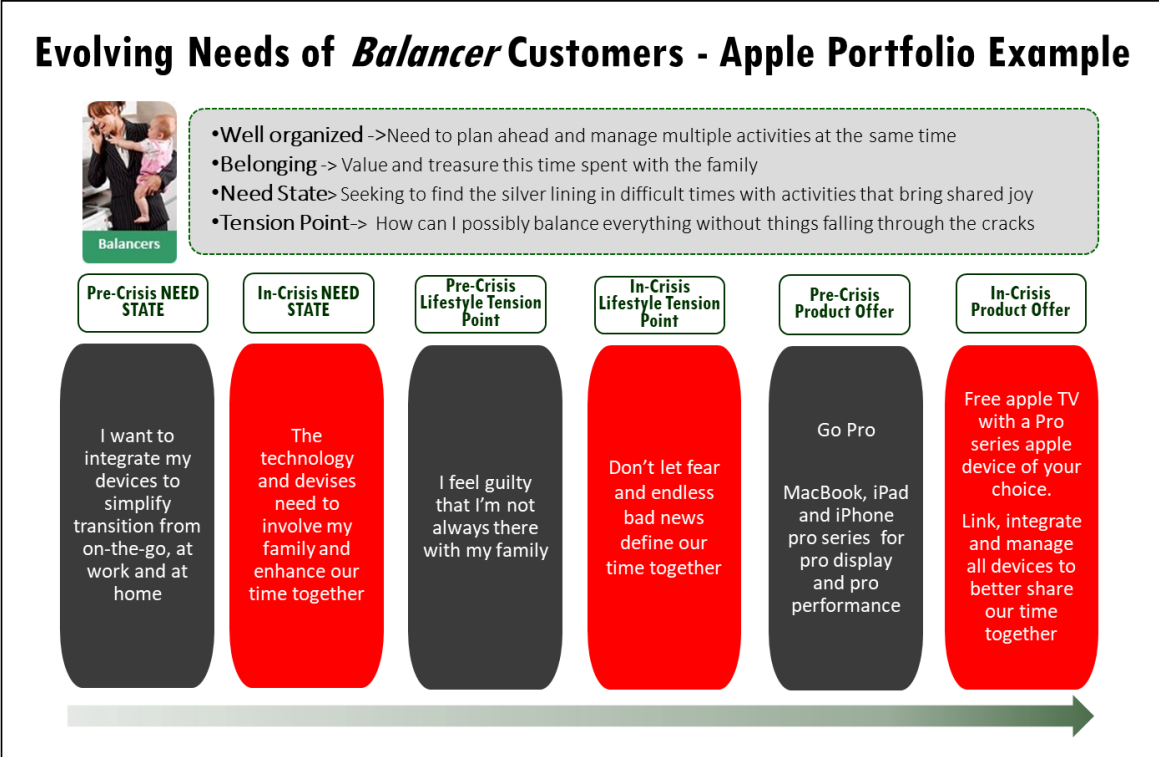 Evolving Needs of Balancer Customers - Apple Portfolio Example
•Well organized ->Need to plan ahead and manage multiple activities at the same time
•Belonging -> Value and treasure this time spent with the family
•Need State> Seeking to find the silver lining in difficult times with activities that bring shared joy
•Tension Point-> How can I possibly balance everything without things falling through the cracks
Balancers
Pre-Crisis NEED
STATE
In-Crisis NEED
STATE
Pre-Crisis
Lifestyle Tension
Point
In-Crisis
Lifestyle Tension
Point
Pre-Crisis
Product Offer
In-Crisis
Product Offer
I want to
integrate my
devices to
simplify
transition from
on-the-go, at
work and at
home
The
technology
and devises
need to
involve my
family and
enhance our
time together
I feel guilty
that I'm not
always there
with my family
Don't let fear
and endless
bad news
define our
time together
Go Pro
MacBook, iPad
and iPhone
pro series for
pro display
and pro
performance
Free apple TV
with a Pro
series apple
device of your
choice.
Link, integrate
and manage
all devices to
better share
our time
together